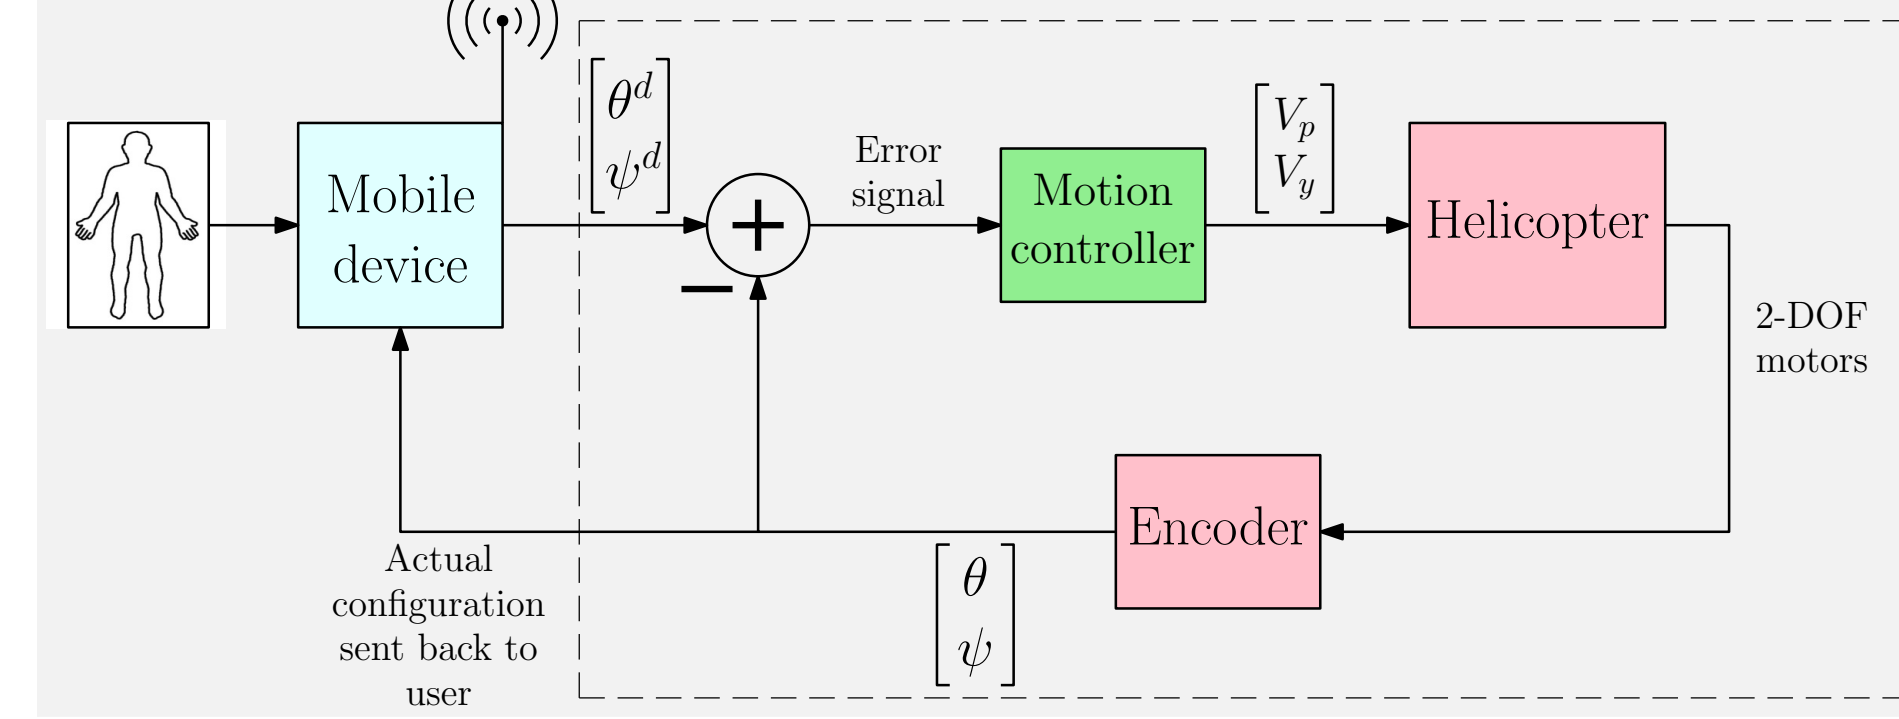 θ^d
ψ^d
Error
signal
V_p
V_y
Mobile
device
+
Motion
controller
Helicopter
−
2-DOF
motors
Encoder
Actual
configuration
sent back to
user
θ
ψ